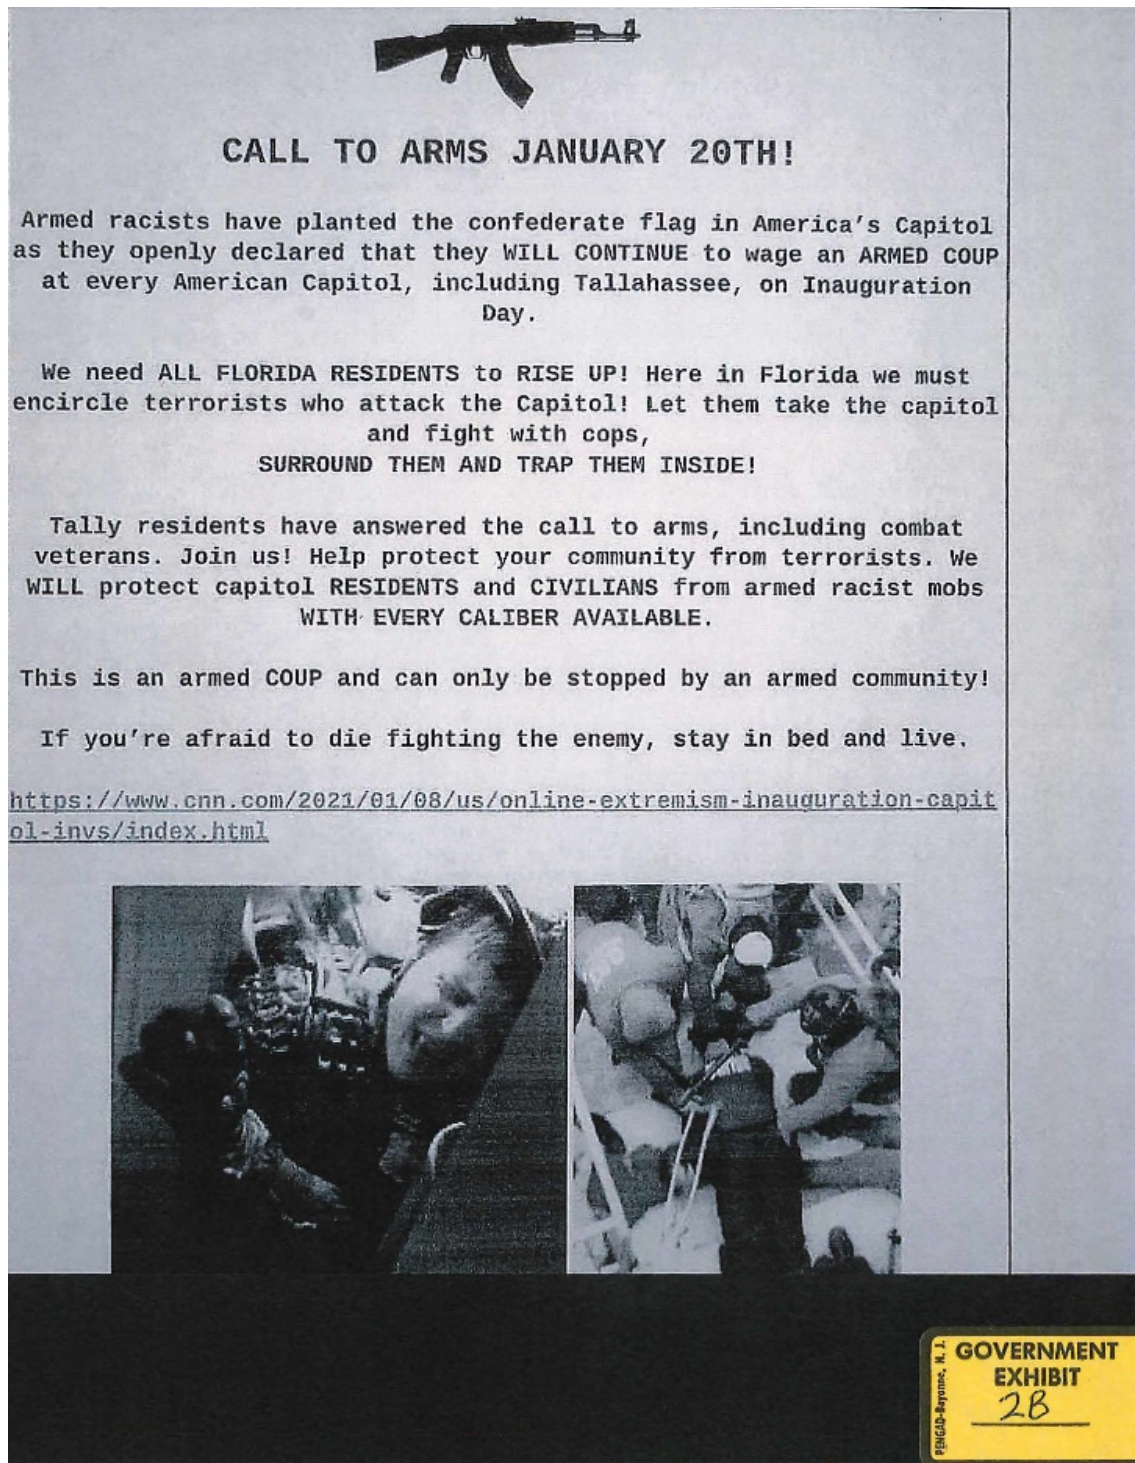 CALL TO ARMS JANUARY 20TH!
Armed racists have planted the confederate flag in America's Capitol
as they openly declared that they WILL CONTINUE to wage an ARMED COUP
at every American Capitol, including Tallahassee, on Inauguration
Day.
We need ALL FLORIDA RESIDENTS to RISE UP! Here in Florida we must
encircle terrorists who attack the Capitol! Let them take the capitol
and fight with cops,
SURROUND THEM AND TRAP THEM INSIDE!
Tally residents have answered the call to arms, including combat
veterans. Join us! Help protect your community from terrorists. We
WILL protect capitol RESIDENTS and CIVILIANS from armed racist mobs
WITH EVERY CALIBER AVAILABLE.
This is an armed COUP and can only be stopped by an armed community!
If you're afraid to die fighting the enemy, stay in bed and live.
https://www.cnn.com/2021/01/08/us/online-extremism-inauguration-capit
ol-invs/index.html
PENGAD-Bayonne, N. J.
GOVERNMENT
EXHIBIT
2B